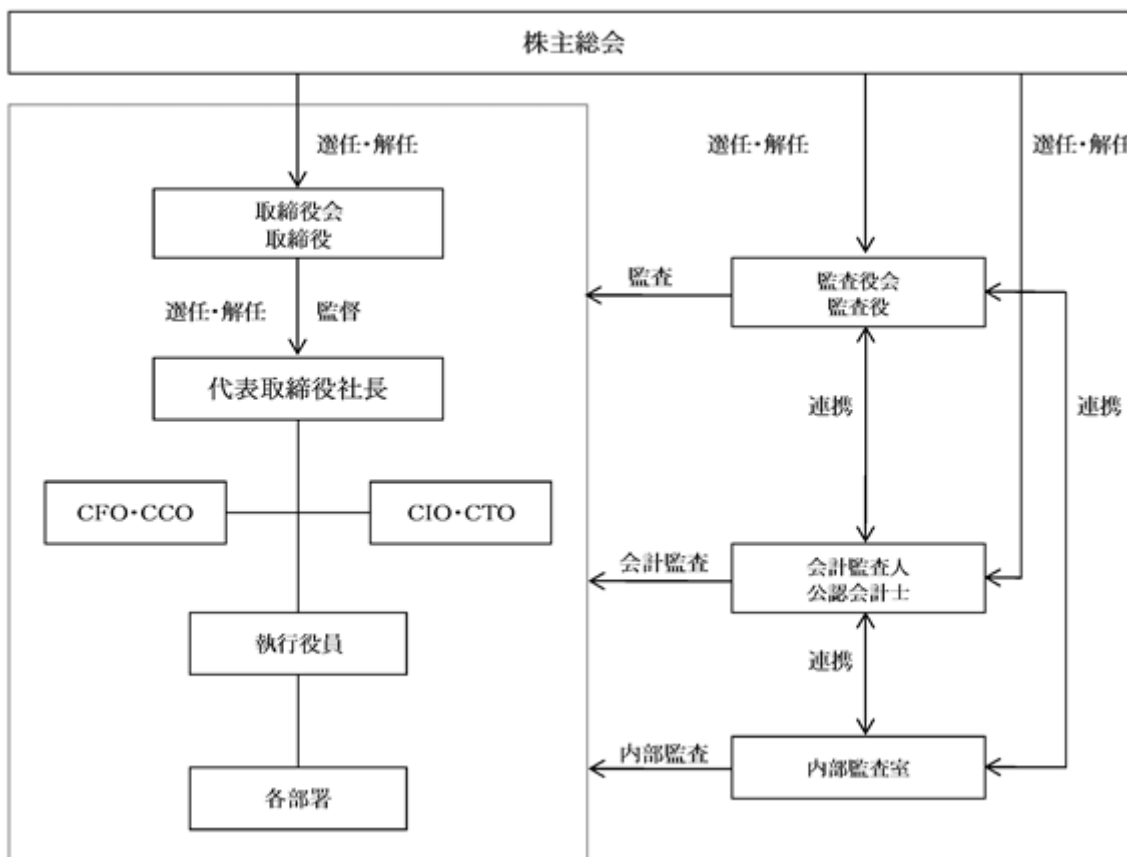 株主総会
選任・解任
選任・解任
選任・解任
取締役会
取締役
監査
監査役会
監査役
選任・解任
監督
代表取締役社長
連携
連携
CFO・CCO
CIO・CTO
会計監査
会計監査人
公認会計士
執行役員
連携
内部監査
内部監査室
各部署